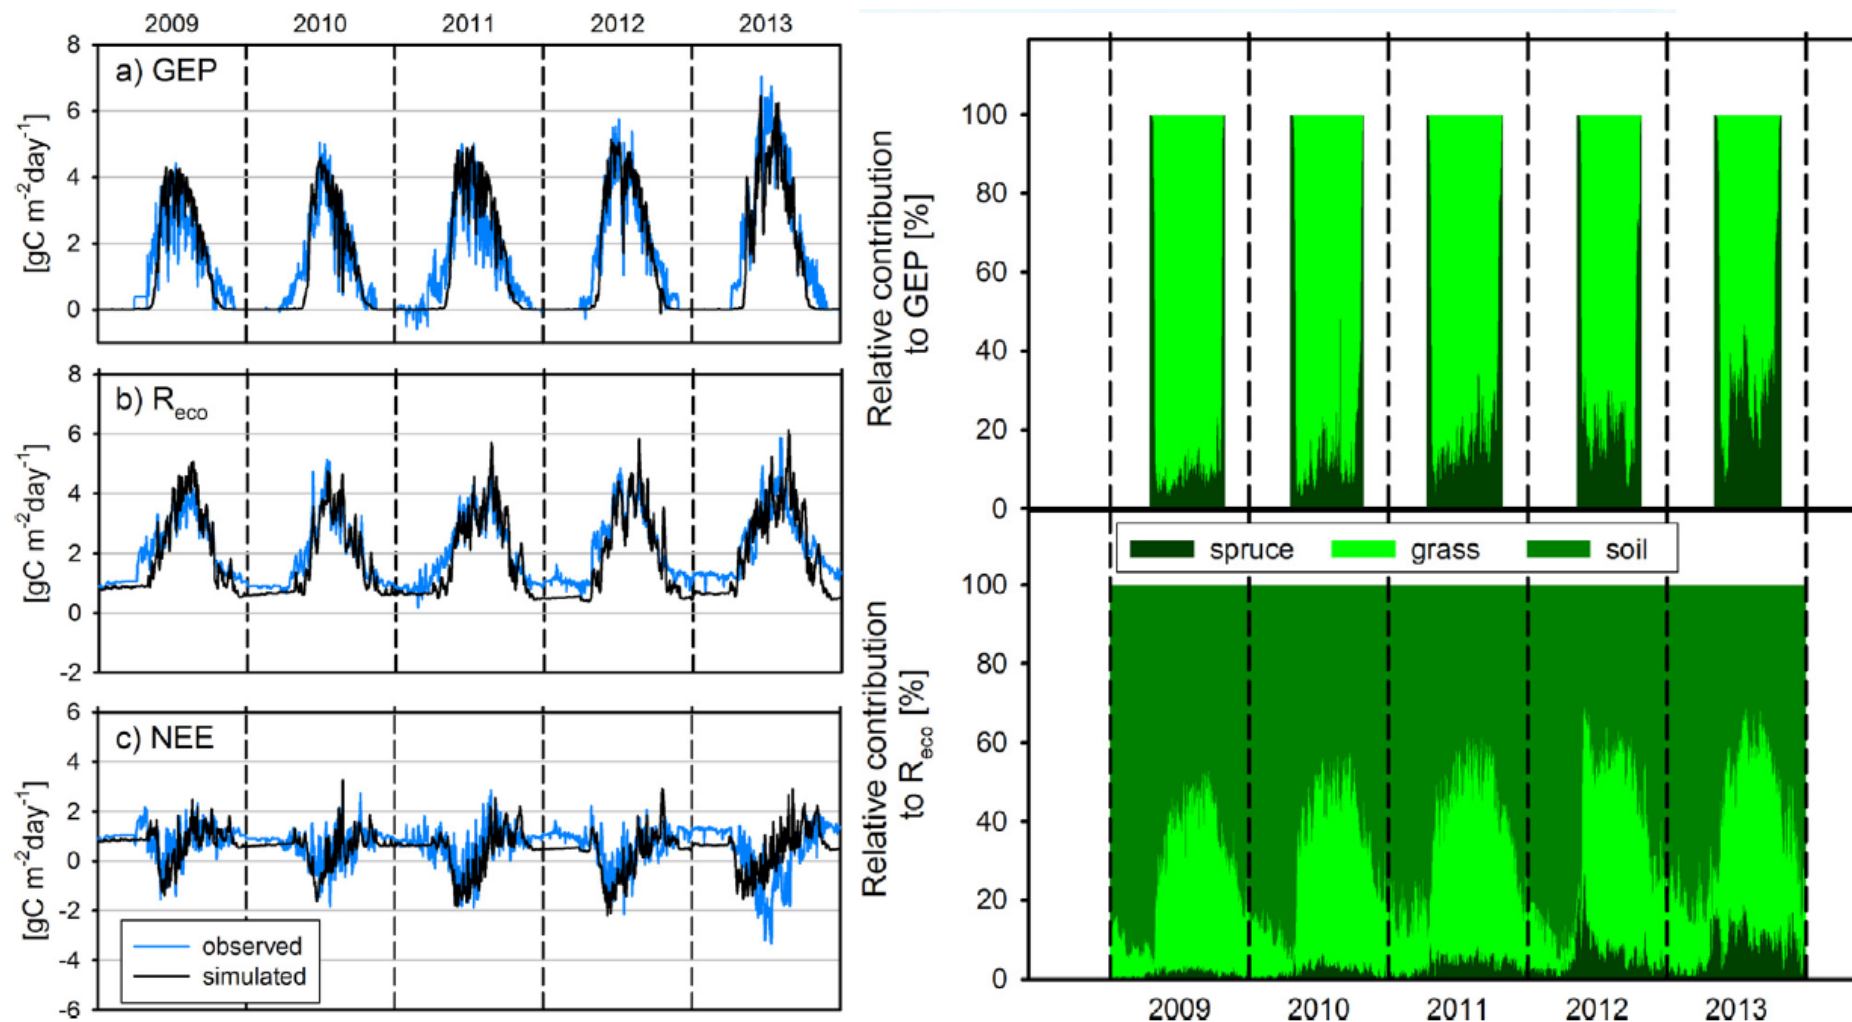 2009 2010 2011 2012 2013
a) GEP
8
6
4
2
0
[gC m⁻²day⁻¹]
b) Reco
8
6
4
2
0
-2
[gC m⁻²day⁻¹]
c) NEE
6
4
2
0
-2
-4
-6
[gC m⁻²day⁻¹]
observed
simulated
Relative contribution
to GEP [%]
100
80
60
40
20
0
spruce grass soil
Relative contribution
to Reco [%]
100
80
60
40
20
0
2009 2010 2011 2012 2013